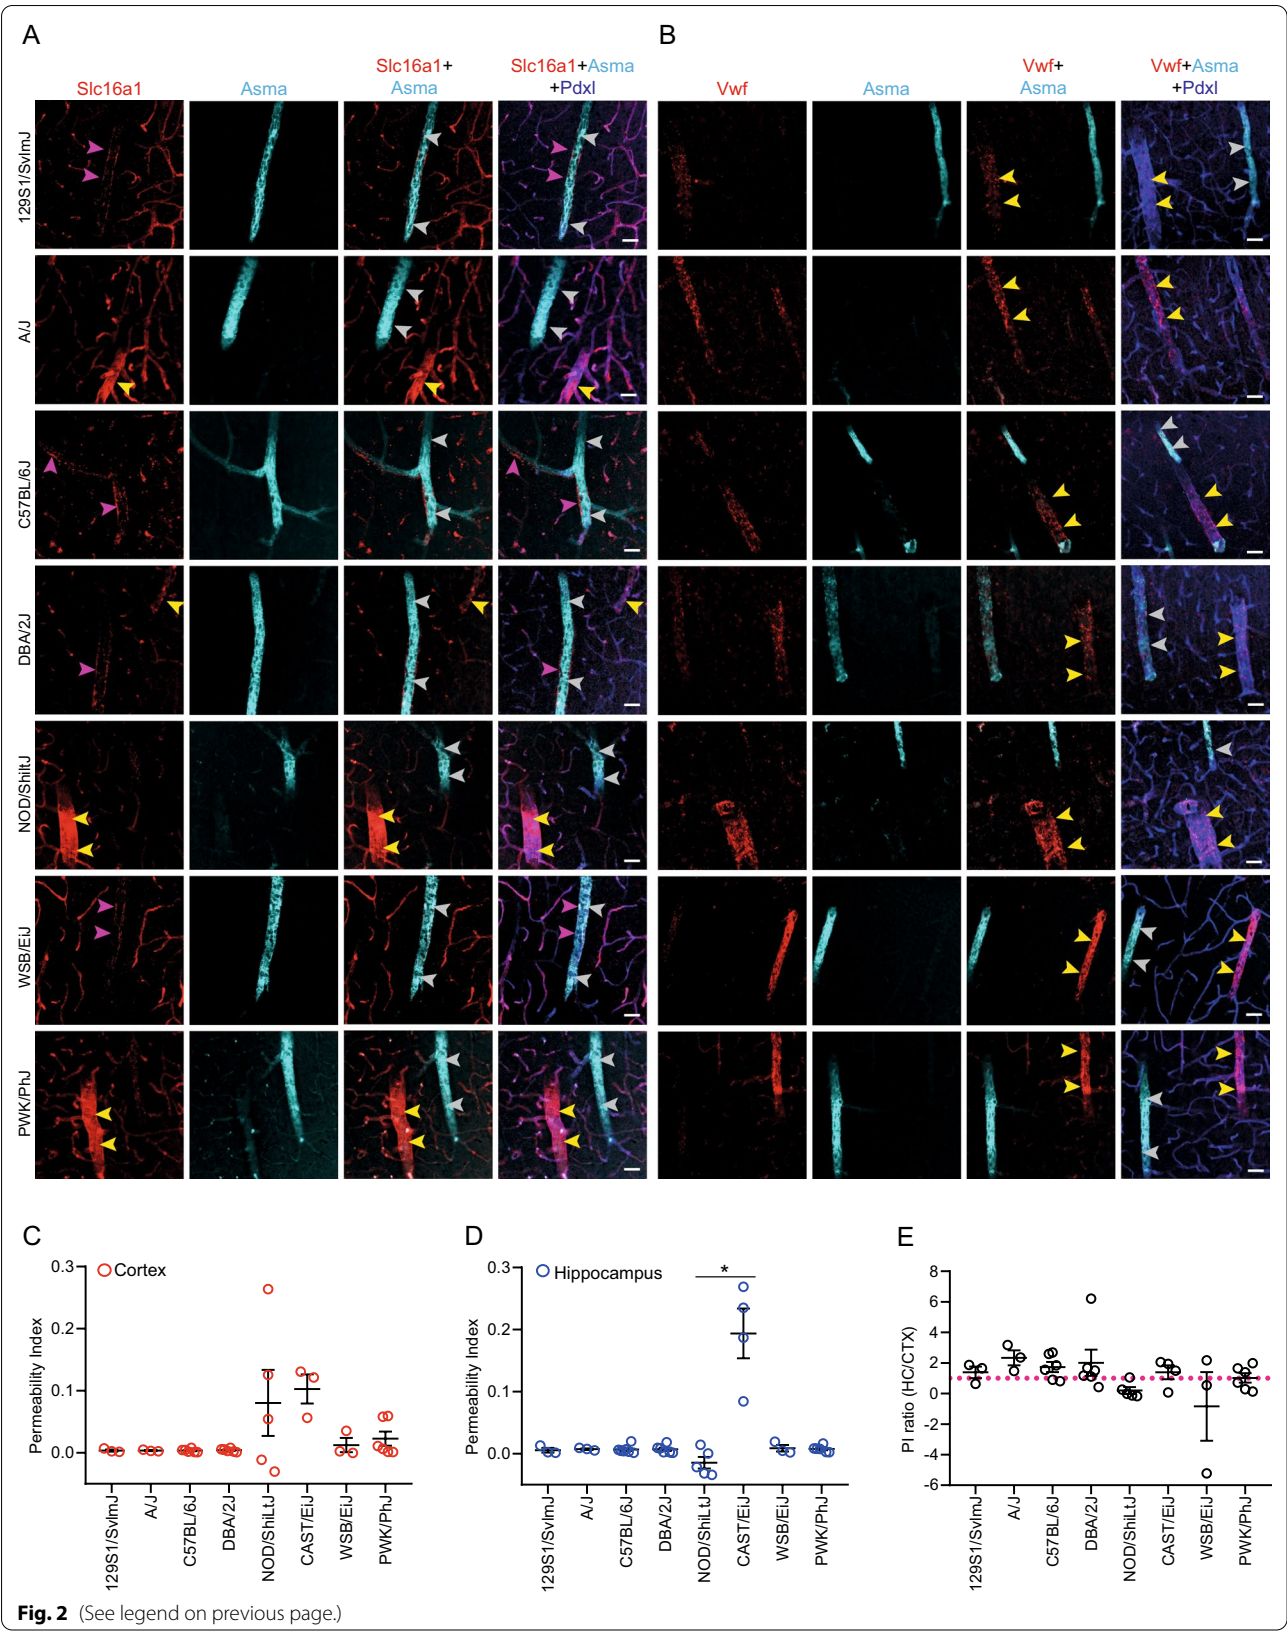 A
B
Slc16a1
Asma
Slc16a1+
Asma
Slc16a1+Asma
+Pdxl
Vwf
Asma
Vwf+
Asma
Vwf+Asma
+Pdxl
129S1/SvImJ
A/J
C57BL/6J
DBA/2J
NOD/ShiltJ
WSB/EiJ
PWK/PhJ
C
Cortex
Permeability Index
0.3
0.2
0.1
0.0
129S1/SvImJ
A/J
C57BL/6J
DBA/2J
NOD/ShiLtJ
CAST/EiJ
WSB/EiJ
PWK/PhJ
D
Hippocampus
*
Permeability Index
0.3
0.2
0.1
0.0
129S1/SvImJ
A/J
C57BL/6J
DBA/2J
NOD/ShiLtJ
CAST/EiJ
WSB/EiJ
PWK/PhJ
E
PI ratio (HC/CTX)
8
6
4
2
0
-2
-4
-6
129S1/SvImJ
A/J
C57BL/6J
DBA/2J
NOD/ShiLtJ
CAST/EiJ
WSB/EiJ
PWK/PhJ
Fig. 2 (See legend on previous page.)